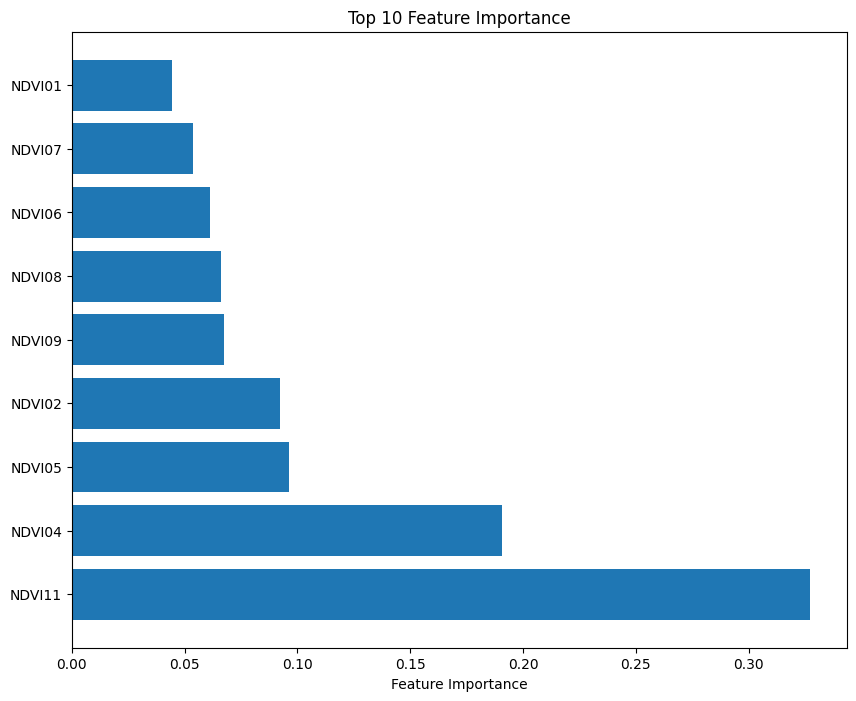 Top 10 Feature Importance
NDVI01
NDVI07
NDVI06
NDVI08
NDVI09
NDVI02
NDVI05
NDVI04
NDVI11
0.00 0.05 0.10 0.15 0.20 0.25 0.30
Feature Importance